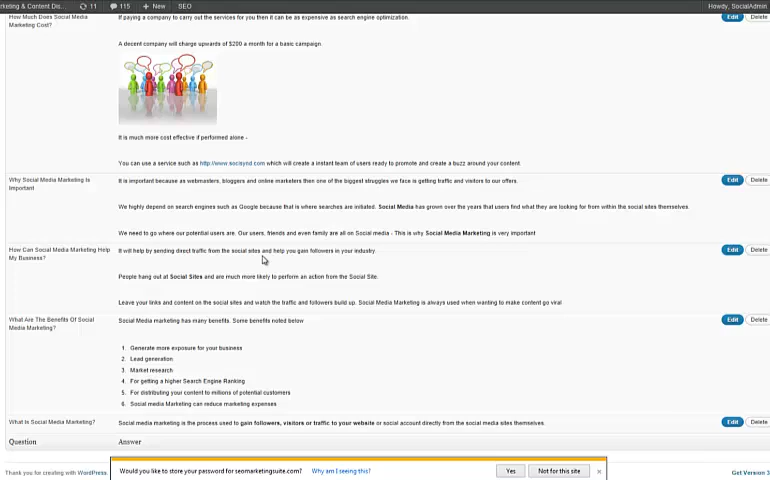 rketing & Content Dis... 11 115 + New SEO Howdy, SocialAdmin
How Much Does Social Media Marketing Cost?
If paying a company to carry out the services for you then it can be as expensive as search engine optimization.
Edit Delete
A decent company will charge upwards of $200 a month for a basic campaign
It is much more cost effective if performed alone -
You can use a service such as http://www.socisynd.com which will create a instant team of users ready to promote and create a buzz around your content.
Why Social Media Marketing Is Important
It is important because as webmasters, bloggers and online marketers then one of the biggest struggles we face is getting traffic and visitors to our offers.
Edit Delete
We highly depend on search engines such as Google because that is where searches are initiated. Social Media has grown over the years that users find what they are looking for from within the social sites themselves.
We need to go where our potential users are. Our users, friends and even family are all on Social media - This is why Social Media Marketing is very important
How Can Social Media Marketing Help My Business?
It will help by sending direct traffic from the social sites and help you gain followers in your industry.
Edit Delete
People hang out at Social Sites and are much more likely to perform an action from the Social Site.
Leave your links and content on the social sites and watch the traffic and followers build up. Social Media Marketing is always used when wanting to make content go viral
What Are The Benefits Of Social Media Marketing?
Social Media marketing has many benefits. Some benefits noted below
Edit Delete
1. Generate more exposure for your business
2. Lead generation
3. Market research
4. For getting a higher Search Engine Ranking
5. For distributing your content to millions of potential customers
6. Social media Marketing can reduce marketing expenses
What Is Social Media Marketing?
Social media marketing is the process used to gain followers, visitors or traffic to your website or social account directly from the social media sites themselves.
Edit Delete
Question Answer
Would you like to store your password for seomarketingsuite.com? Why am I seeing this? Yes Not for this site ×
Thank you for creating with WordPress. Get Version 3